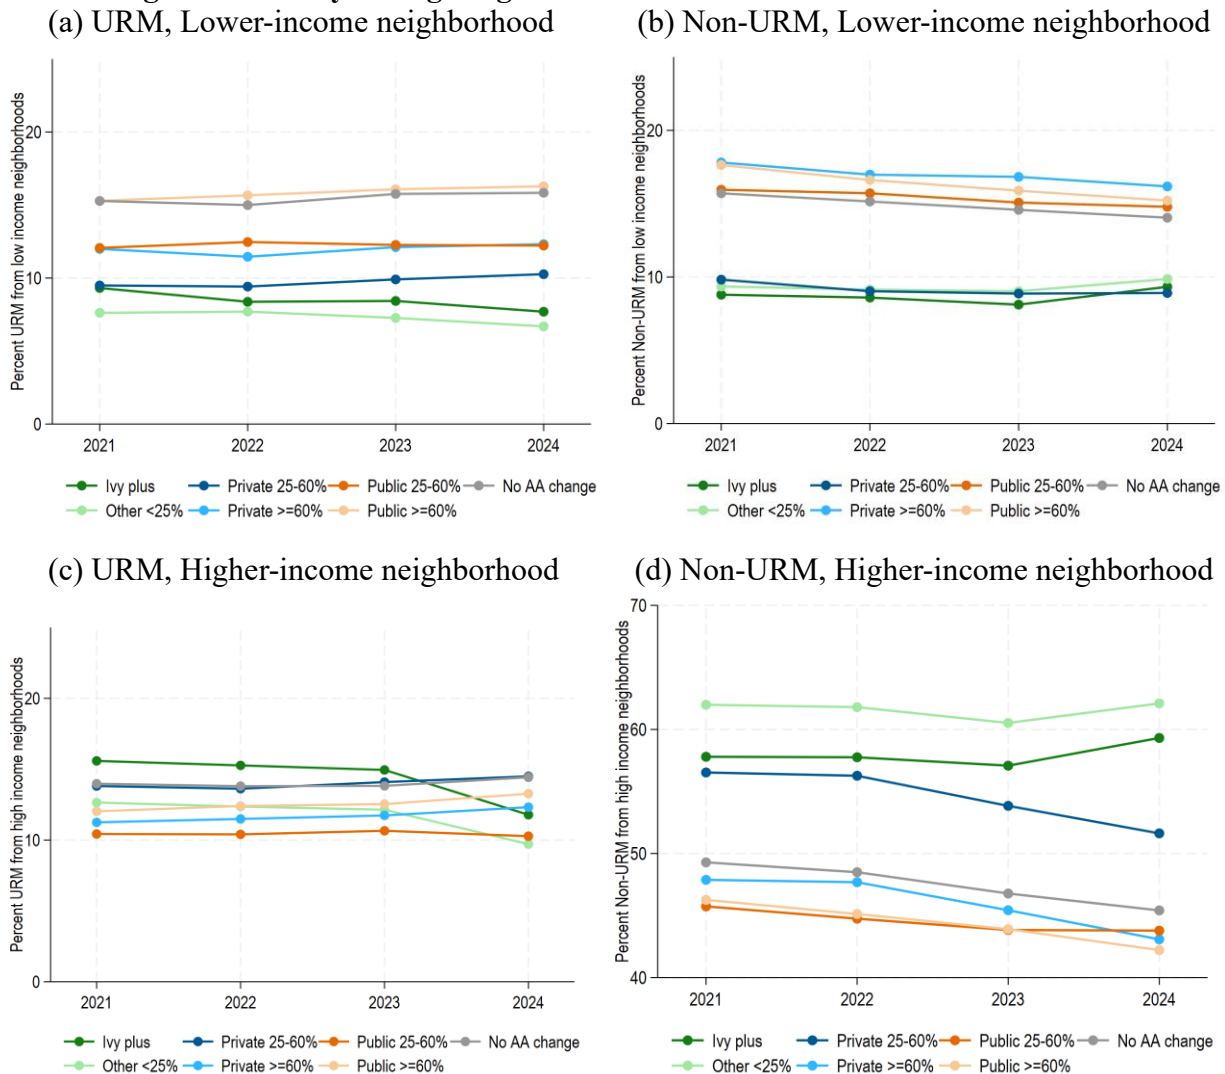 (a) URM, Lower-income neighborhood
Percent URM from low income neighborhoods
20
10
0
2021 2022 2023 2024
Ivy plus Private 25-60% Public 25-60% No AA change
Other <25% Private >=60% Public >=60%
(b) Non-URM, Lower-income neighborhood
Percent Non-URM from low income neighborhoods
20
10
0
2021 2022 2023 2024
Ivy plus Private 25-60% Public 25-60% No AA change
Other <25% Private >=60% Public >=60%
(c) URM, Higher-income neighborhood
Percent URM from high income neighborhoods
20
10
0
2021 2022 2023 2024
Ivy plus Private 25-60% Public 25-60% No AA change
Other <25% Private >=60% Public >=60%
(d) Non-URM, Higher-income neighborhood
Percent Non-URM from high income neighborhoods
70
60
50
40
2021 2022 2023 2024
Ivy plus Private 25-60% Public 25-60% No AA change
Other <25% Private >=60% Public >=60%